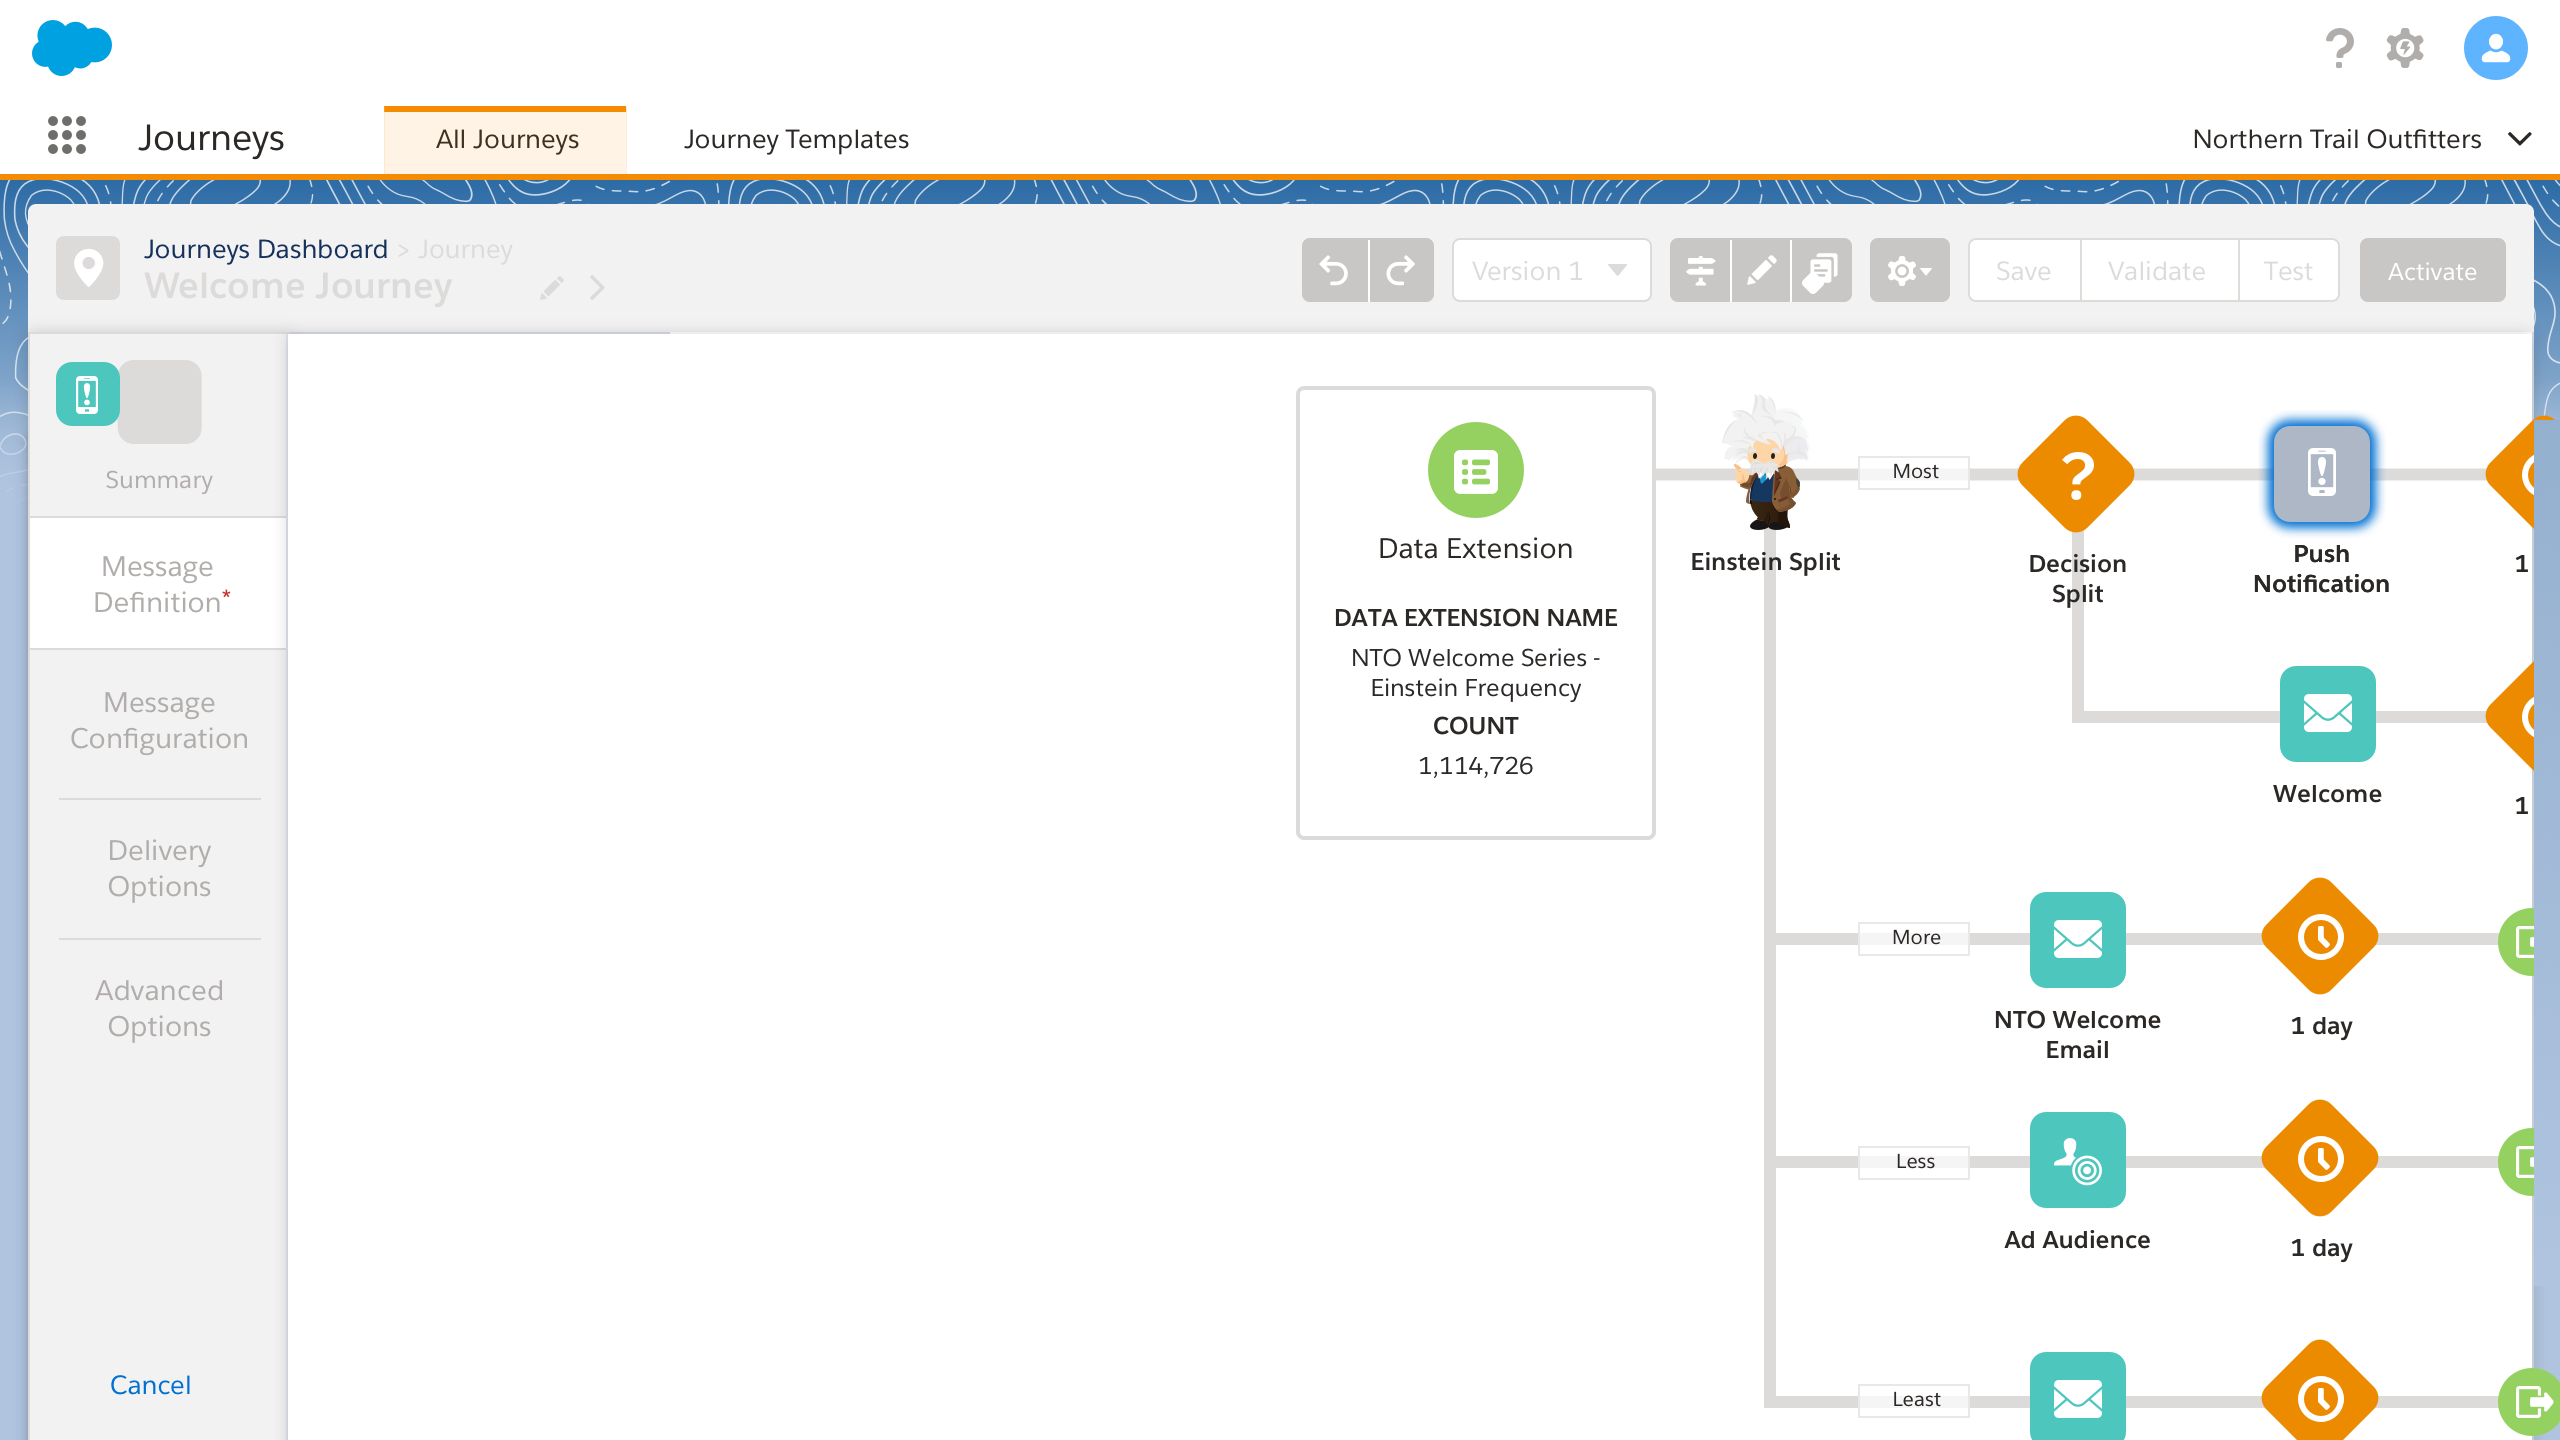 Journeys
All Journeys
Journey Templates
Northern Trail Outfitters
Journeys Dashboard > Journey
Welcome Journey
Version 1
Save
Validate
Test
Activate
Summary
Message
Definition*
Message
Configuration
Delivery
Options
Advanced
Options
Cancel
Data Extension
DATA EXTENSION NAME
NTO Welcome Series -
Einstein Frequency
COUNT
1,114,726
Einstein Split
Most
Decision
Split
Push
Notification
1
Welcome
1
More
NTO Welcome
Email
1 day
Less
Ad Audience
1 day
Least